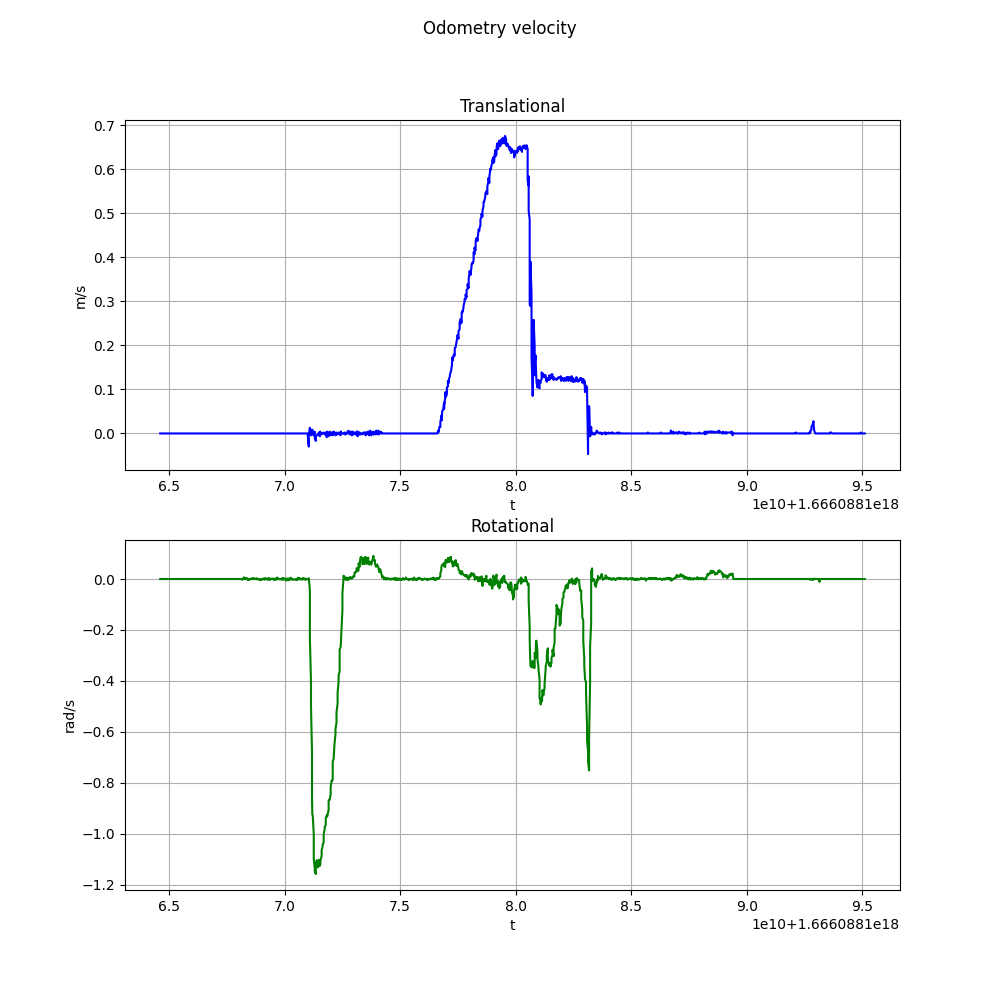 Odometry velocity
Translational
0.7
0.6
0.5
0.4
0.3
0.2
0.1
0.0
m/s
6.5 7.0 7.5 8.0 8.5 9.0 9.5
t
1e10+1.6660881e18
Rotational
0.0
−0.2
−0.4
−0.6
−0.8
−1.0
−1.2
rad/s
6.5 7.0 7.5 8.0 8.5 9.0 9.5
t
1e10+1.6660881e18